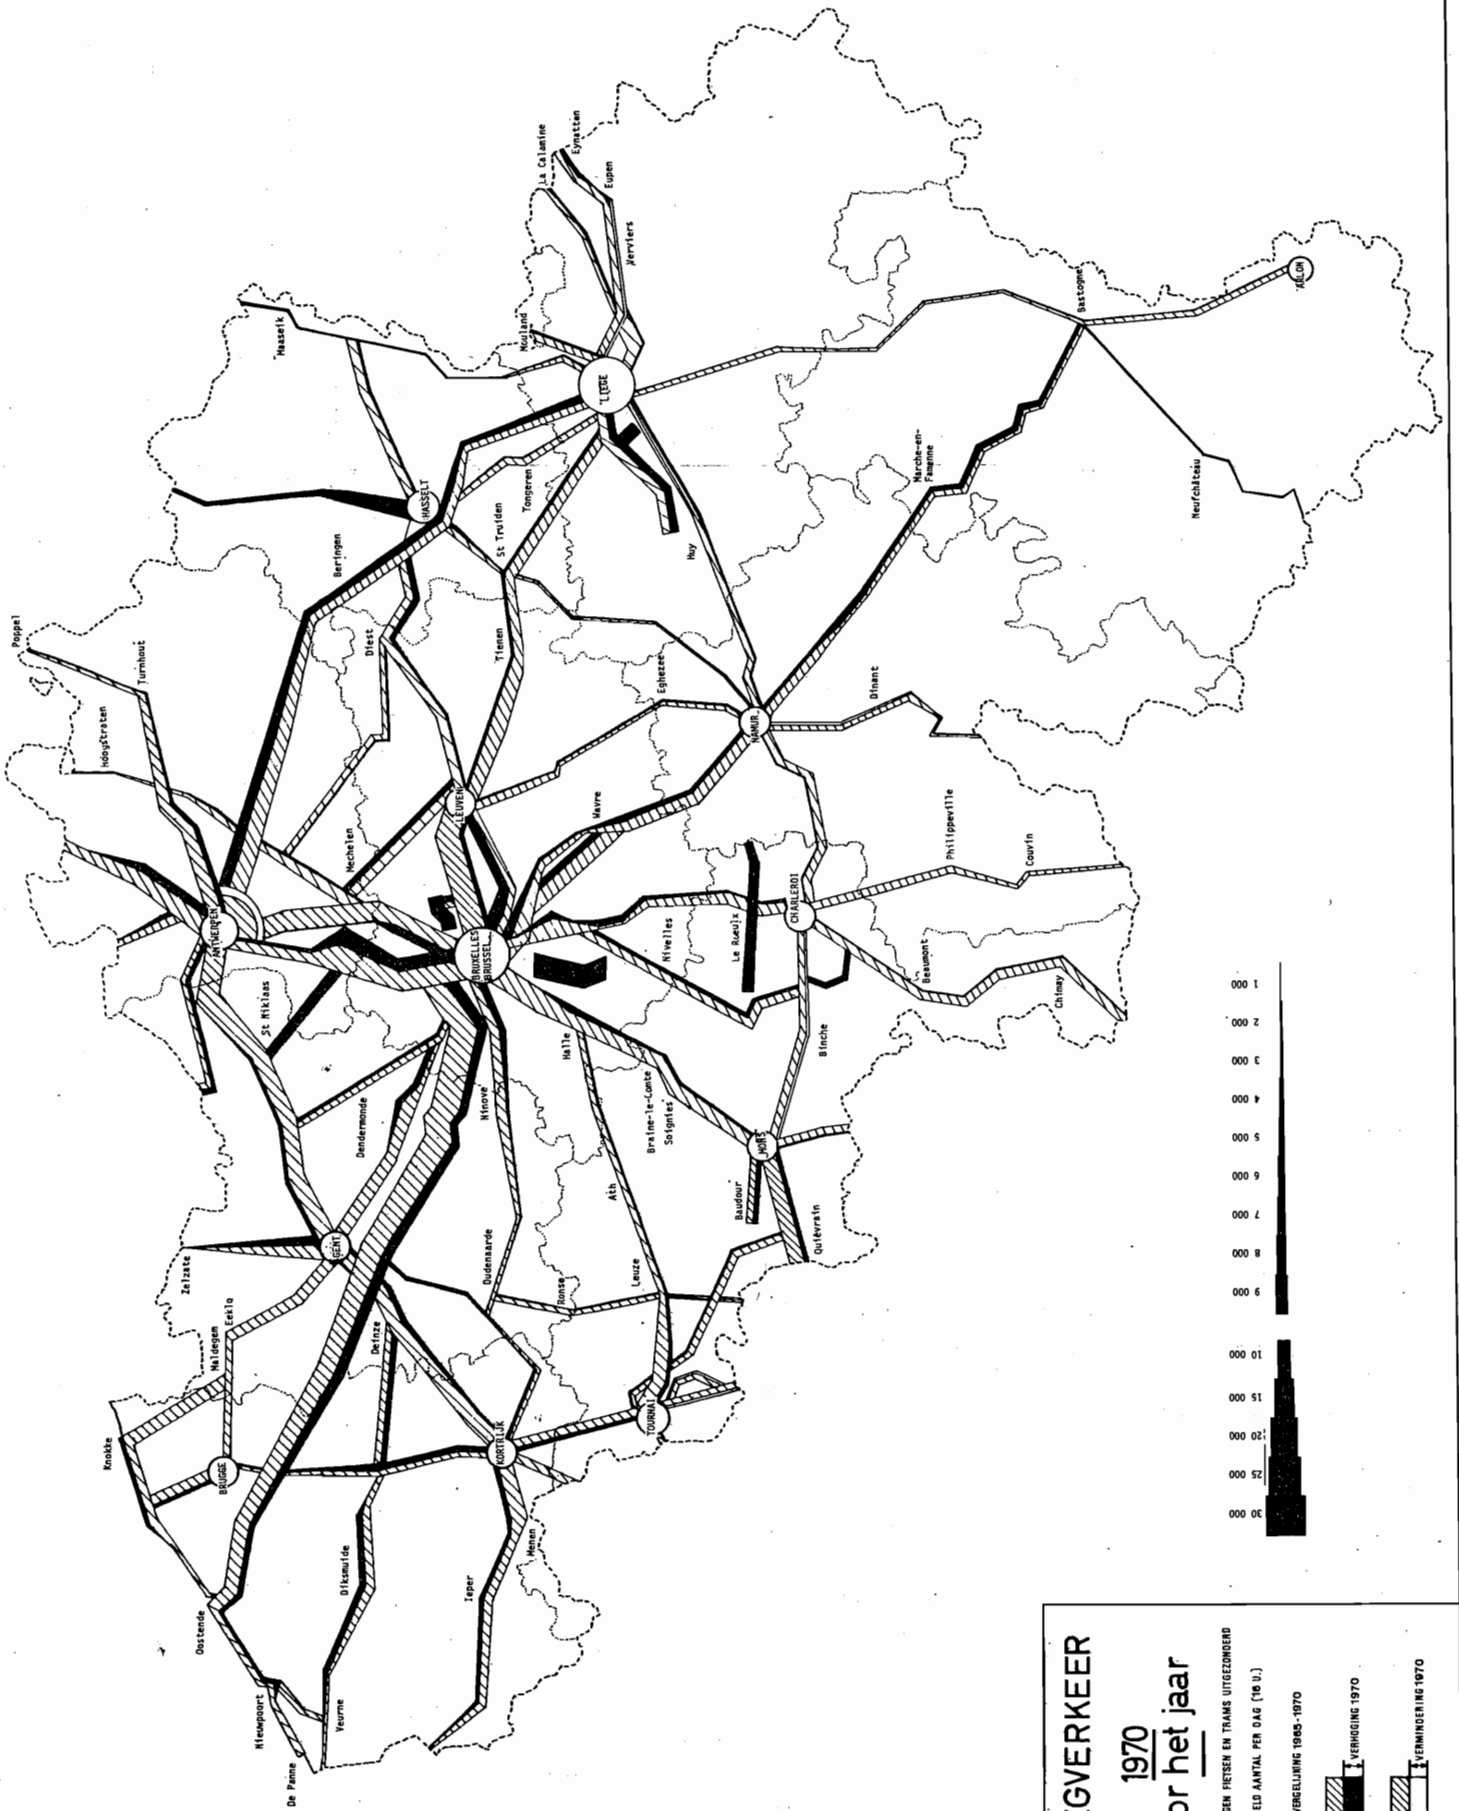 Poppel
Turnhout
Hoogstraten
Maaseik
Mouland
La Calamine
Eynatten
Eupen
Verviers
LIEGE
HASSELT
Beringen
Diest
Tongeren
St Truiden
Tienen
Huy
Eghezee
Marche-en-
Famenne
Bastogne
ARLON
Neufchâteau
Dinant
NAMUR
Wavre
LEUVEN
Mechelen
ANTWERPEN
BRUXELLES
BRUSSEL
St Niklaas
Dendermonde
Ninove
Halle
Nivelles
Le Rœulx
CHARLEROI
Philippeville
Couvin
Beaumont
Chimay
Binche
Braine-le-Comte
Soignies
MONS
Baudour
Quiévrain
Ath
Leuze
Ronse
Oudenaarde
Zelzate
GENT
Eeklo
Maldegem
Deinze
Knokke
BRUGGE
KORTRIJK
TOURNAI
Menen
Ieper
Diksmuide
Oostende
Nieuwpoort
Veurne
De Panne
1 000
2 000
3 000
4 000
5 000
6 000
7 000
8 000
9 000
10 000
15 000
20 000
25 000
30 000
GVERKEER
1970
or het jaar
GEN FIETSEN EN TRAMS UITGEZONDERD
ELD AANTAL PER DAG (16 U.)
VERGELIJKING 1965-1970
VERHOGING 1970
VERMINDERING 1970